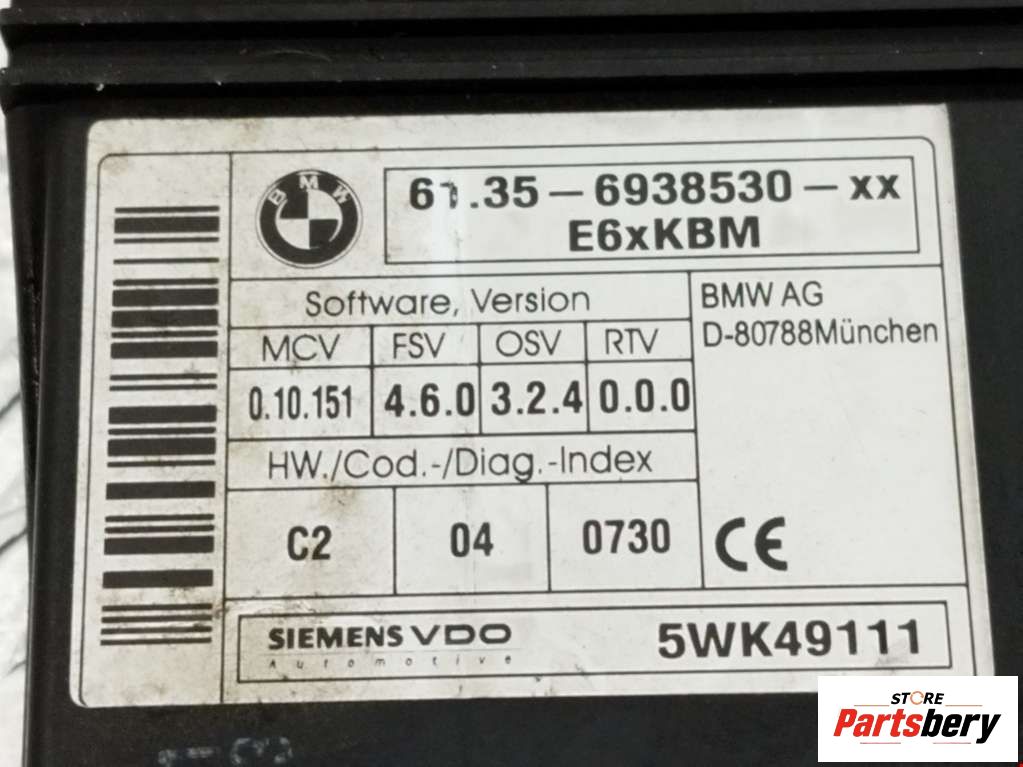 BMW
61.35-6938530-xx
E6xKBM
Software, Version
MCV FSV OSV RTV
0.10.151 4.6.0 3.2.4 0.0.0
BMW AG
D-80788München
HW./Cod.-/Diag.-Index
C2 04 0730
CE
SIEMENS VDO
Automotive
5WK49111
STORE
Partsbery